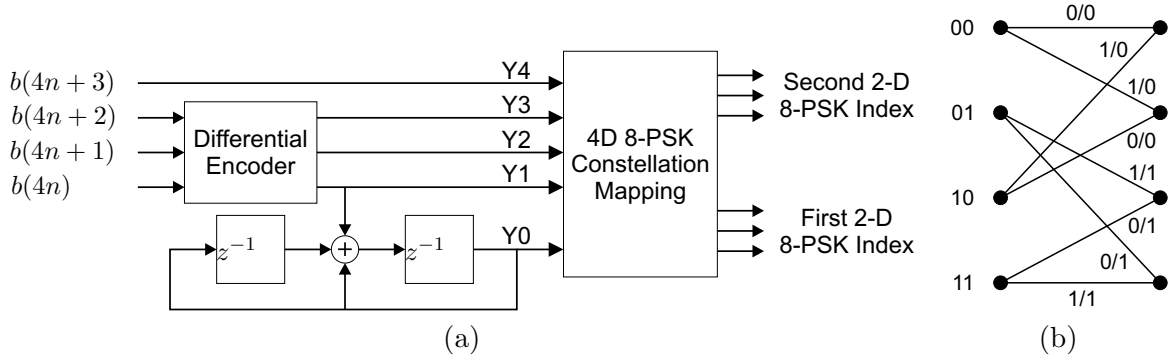 b(4n + 3)
b(4n + 2)
b(4n + 1)
b(4n)
Differential
Encoder
z⁻¹
+
z⁻¹
Y4
Y3
Y2
Y1
Y0
4D 8-PSK
Constellation
Mapping
Second 2-D
8-PSK Index
First 2-D
8-PSK Index
(a)
00
01
10
11
0/0
1/0
1/0
0/0
1/1
0/1
0/1
1/1
(b)